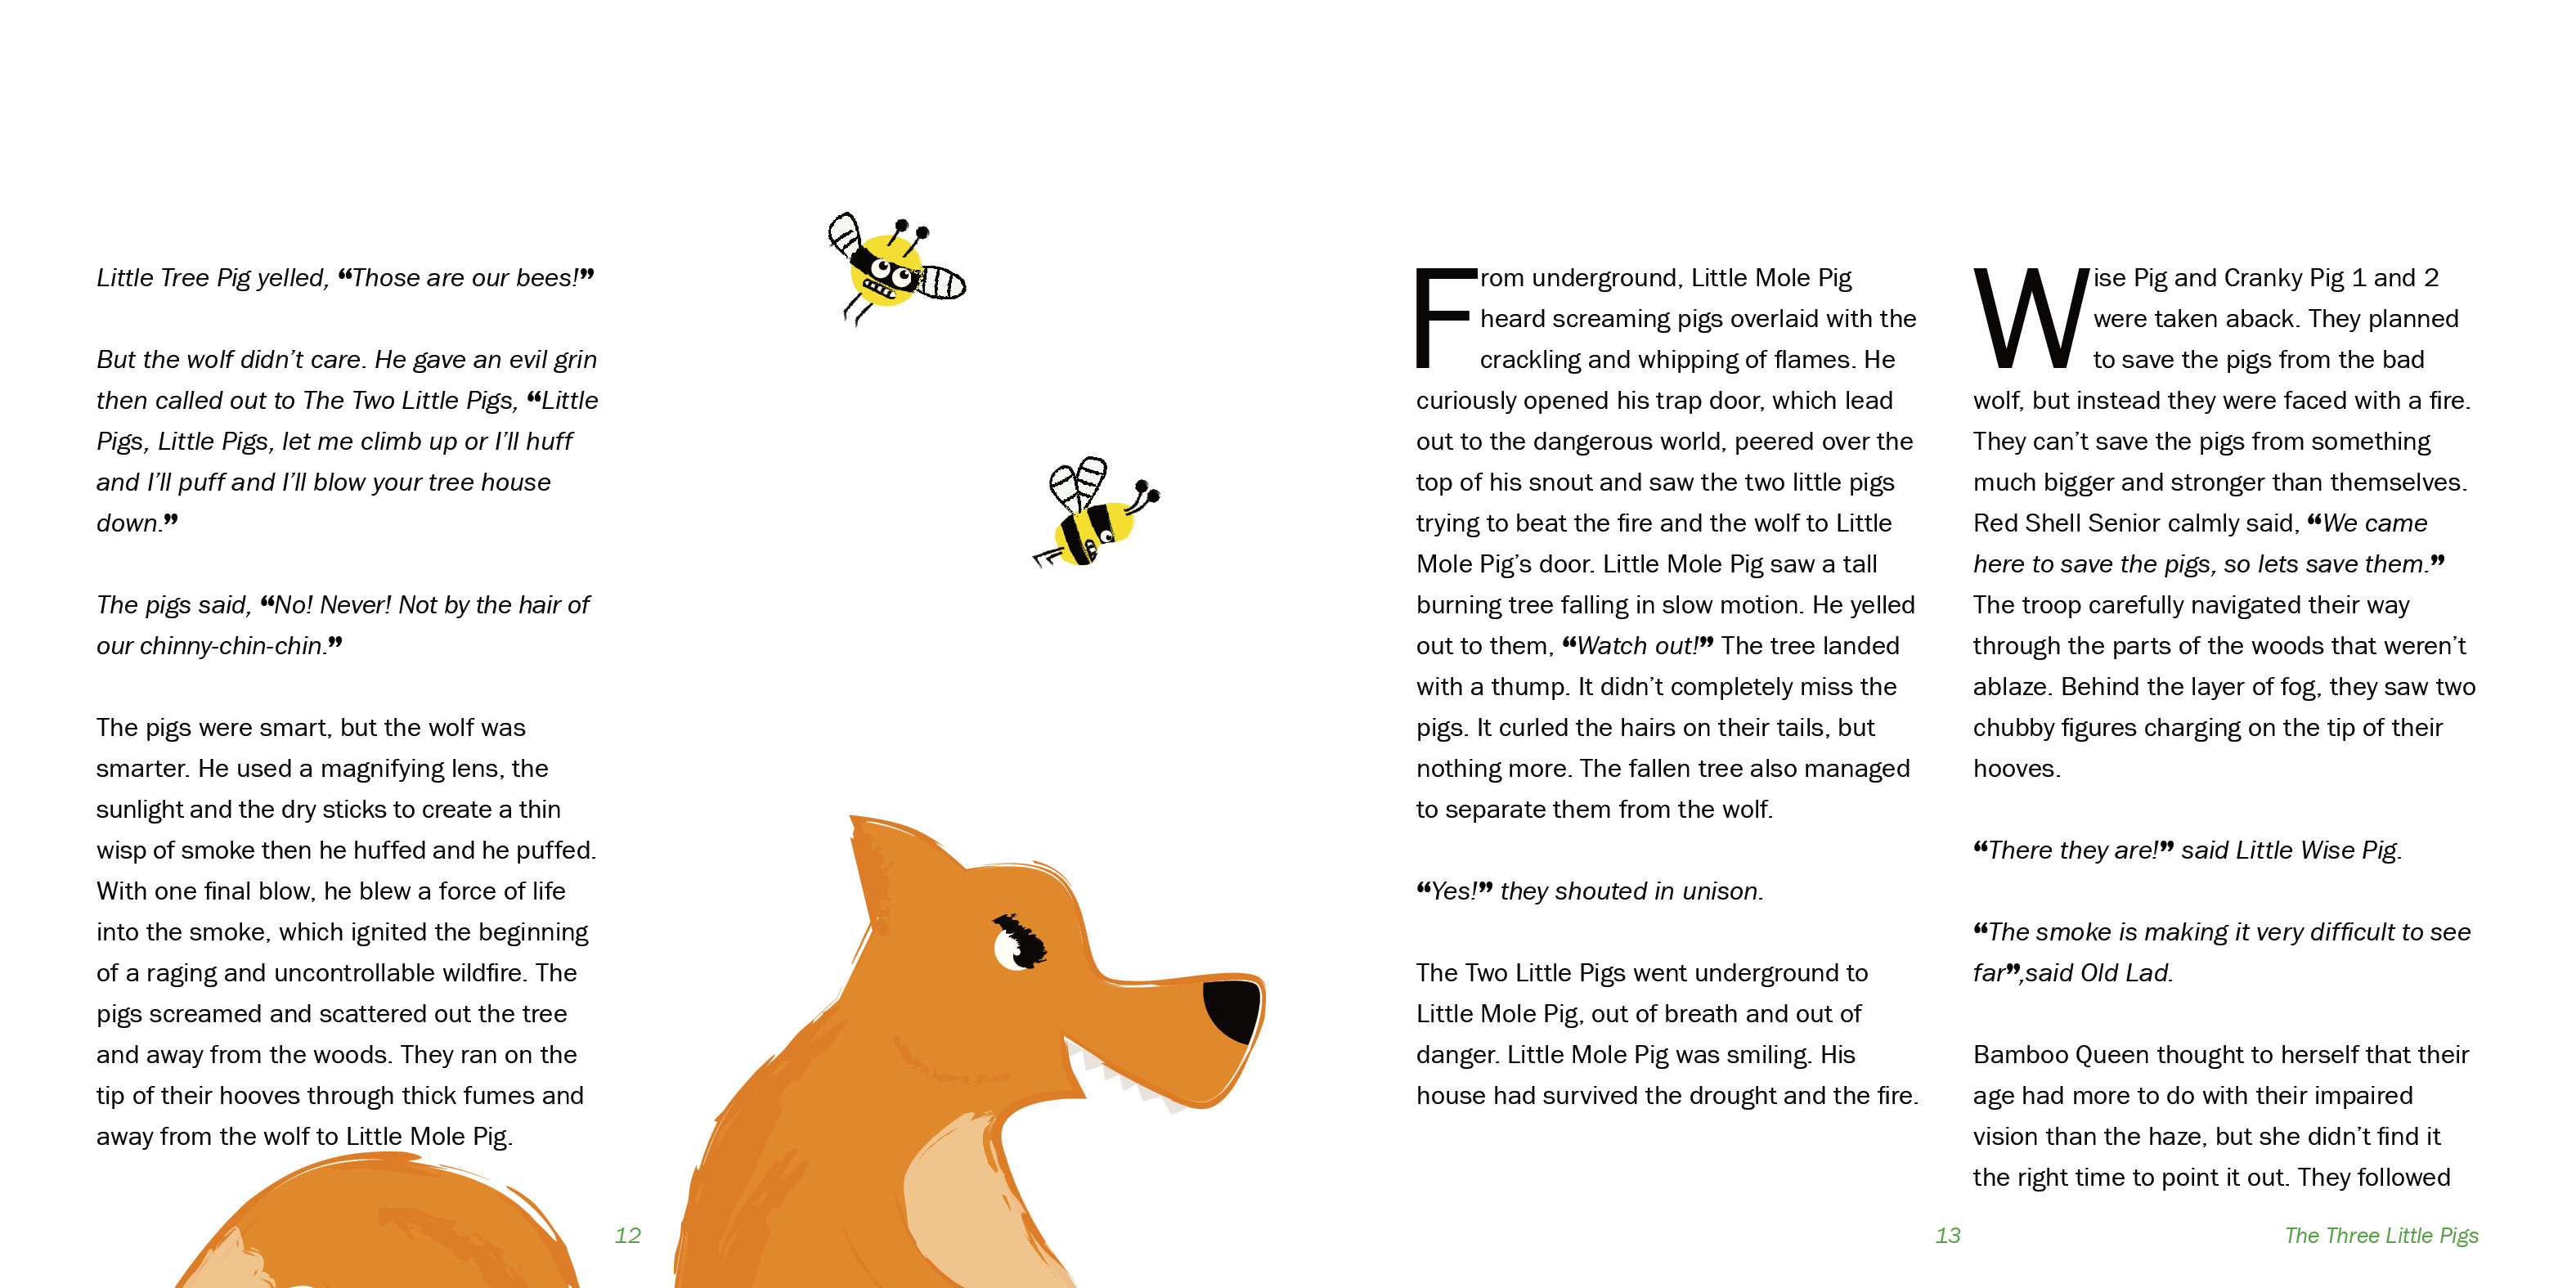 Little Tree Pig yelled, “Those are our bees!”
But the wolf didn’t care. He gave an evil grin
then called out to The Two Little Pigs, “Little
Pigs, Little Pigs, let me climb up or I’ll huff
and I’ll puff and I’ll blow your tree house
down.”
The pigs said, “No! Never! Not by the hair of
our chinny-chin-chin.”
The pigs were smart, but the wolf was
smarter. He used a magnifying lens, the
sunlight and the dry sticks to create a thin
wisp of smoke then he huffed and he puffed.
With one final blow, he blew a force of life
into the smoke, which ignited the beginning
of a raging and uncontrollable wildfire. The
pigs screamed and scattered out the tree
and away from the woods. They ran on the
tip of their hooves through thick fumes and
away from the wolf to Little Mole Pig.
12
From underground, Little Mole Pig
heard screaming pigs overlaid with the
crackling and whipping of flames. He
curiously opened his trap door, which lead
out to the dangerous world, peered over the
top of his snout and saw the two little pigs
trying to beat the fire and the wolf to Little
Mole Pig’s door. Little Mole Pig saw a tall
burning tree falling in slow motion. He yelled
out to them, “Watch out!” The tree landed
with a thump. It didn’t completely miss the
pigs. It curled the hairs on their tails, but
nothing more. The fallen tree also managed
to separate them from the wolf.
“Yes!” they shouted in unison.
The Two Little Pigs went underground to
Little Mole Pig, out of breath and out of
danger. Little Mole Pig was smiling. His
house had survived the drought and the fire.
Wise Pig and Cranky Pig 1 and 2
were taken aback. They planned
to save the pigs from the bad
wolf, but instead they were faced with a fire.
They can’t save the pigs from something
much bigger and stronger than themselves.
Red Shell Senior calmly said, “We came
here to save the pigs, so lets save them.”
The troop carefully navigated their way
through the parts of the woods that weren’t
ablaze. Behind the layer of fog, they saw two
chubby figures charging on the tip of their
hooves.
“There they are!” said Little Wise Pig.
“The smoke is making it very difficult to see
far”,said Old Lad.
Bamboo Queen thought to herself that their
age had more to do with their impaired
vision than the haze, but she didn’t find it
the right time to point it out. They followed
13
The Three Little Pigs